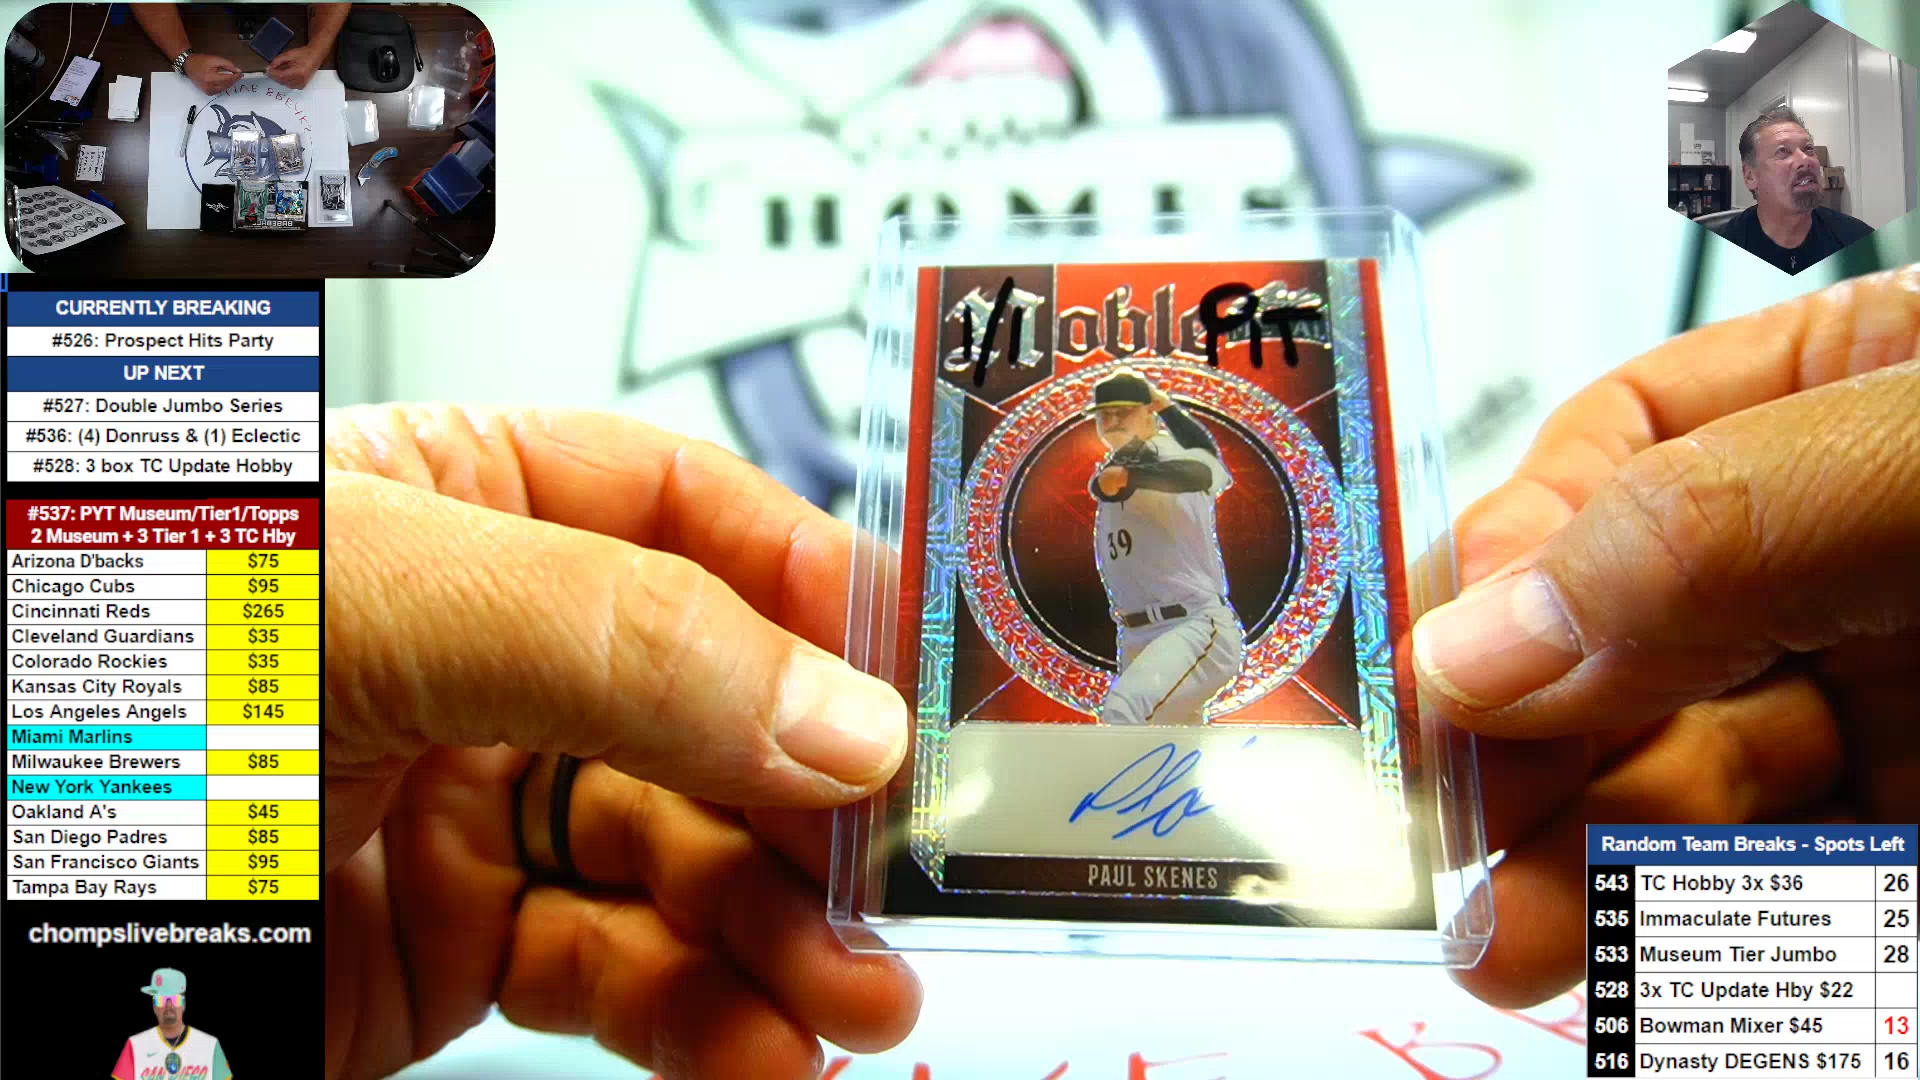 CURRENTLY BREAKING
#526: Prospect Hits Party
UP NEXT
#527: Double Jumbo Series
#536: (4) Donruss & (1) Eclectic
#528: 3 box TC Update Hobby
#537: PYT Museum/Tier1/Topps
2 Museum + 3 Tier 1 + 3 TC Hby
Arizona D'backs $75
Chicago Cubs $95
Cincinnati Reds $265
Cleveland Guardians $35
Colorado Rockies $35
Kansas City Royals $85
Los Angeles Angels $145
Miami Marlins
Milwaukee Brewers $85
New York Yankees
Oakland A's $45
San Diego Padres $85
San Francisco Giants $95
Tampa Bay Rays $75
chompslivebreaks.com
CHOMPS
1/1 PIT
Noble
39
PAUL SKENES
Random Team Breaks - Spots Left
543 TC Hobby 3x $36 26
535 Immaculate Futures 25
533 Museum Tier Jumbo 28
528 3x TC Update Hby $22
506 Bowman Mixer $45 13
516 Dynasty DEGENS $175 16